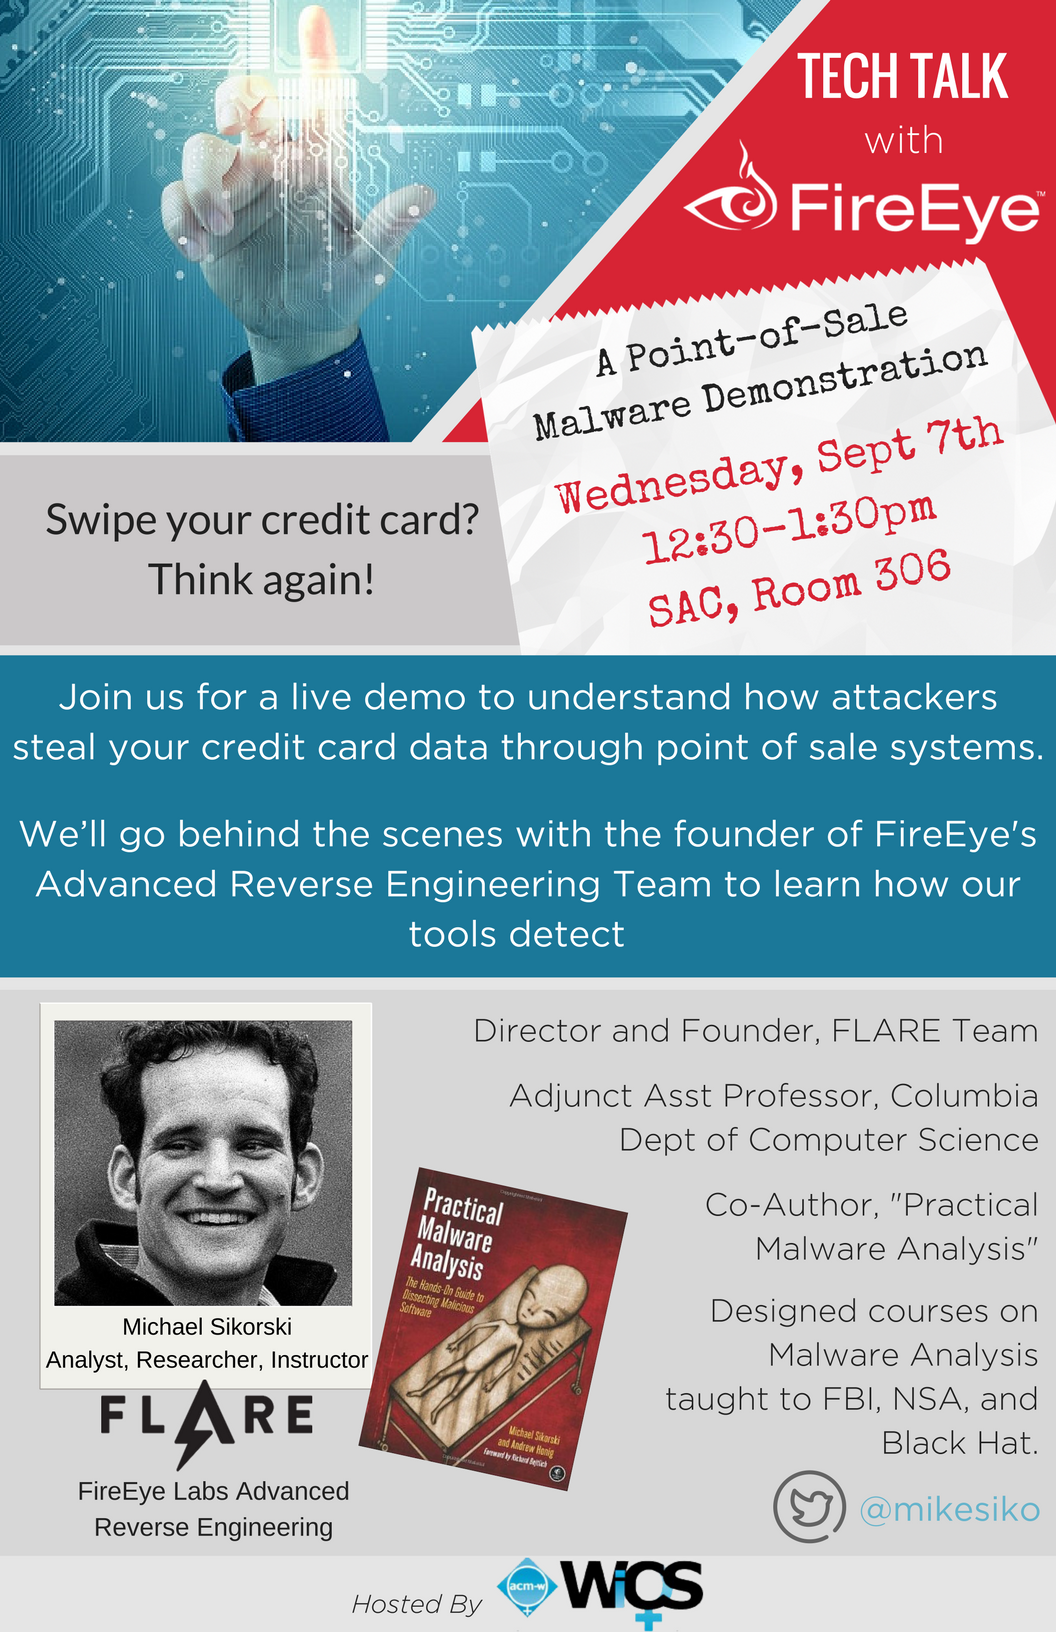 TECH TALK
with
FireEye™
A Point-of-Sale
Malware Demonstration
Wednesday, Sept 7th
12:30-1:30pm
SAC, Room 306
Swipe your credit card?
Think again!
Join us for a live demo to understand how attackers
steal your credit card data through point of sale systems.
We’ll go behind the scenes with the founder of FireEye's
Advanced Reverse Engineering Team to learn how our
tools detect
Michael Sikorski
Analyst, Researcher, Instructor
FLARE
FireEye Labs Advanced
Reverse Engineering
Practical
Malware
Analysis
The Hands-On Guide to
Dissecting Malicious
Software
Michael Sikorski
and Andrew Honig
Foreword by Richard Bejtlich
Director and Founder, FLARE Team
Adjunct Asst Professor, Columbia
Dept of Computer Science
Co-Author, "Practical
Malware Analysis"
Designed courses on
Malware Analysis
taught to FBI, NSA, and
Black Hat.
@mikesiko
Hosted By
acm-w
WiCS